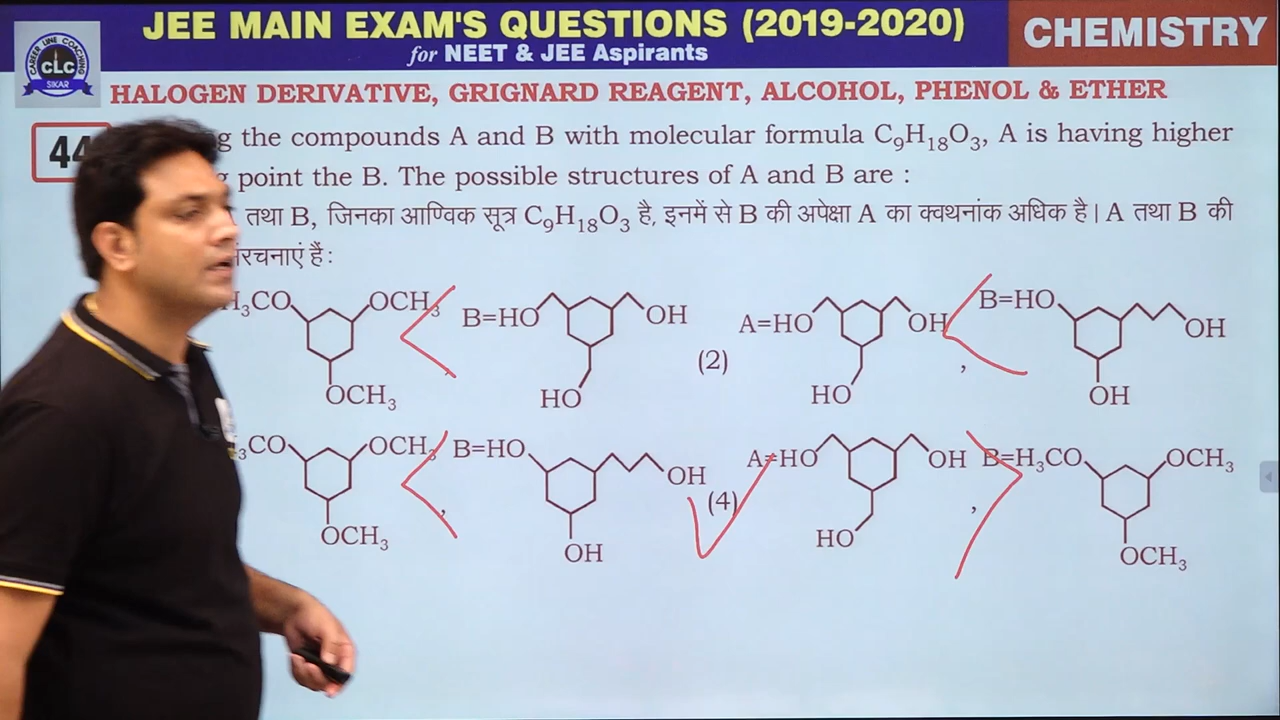 JEE MAIN EXAM'S QUESTIONS (2019-2020)
for NEET & JEE Aspirants
CHEMISTRY
CAREER LINE COACHING
CLC
SIKAR
HALOGEN DERIVATIVE, GRIGNARD REAGENT, ALCOHOL, PHENOL & ETHER
44
the compounds A and B with molecular formula C₉H₁₈O₃, A is having higher
point the B. The possible structures of A and B are :
तथा B, जिनका आण्विक सूत्र C₉H₁₈O₃ है, इनमें से B की अपेक्षा A का क्वथनांक अधिक है। A तथा B की
हैं:
H₃CO OCH₃ OCH₃ , B=HO OH HO
(2) A=HO OH HO , B=HO OH OH
₃CO OCH₃ OCH₃ , B=HO OH OH
(4) A=HO OH HO , B=H₃CO OCH₃ OCH₃